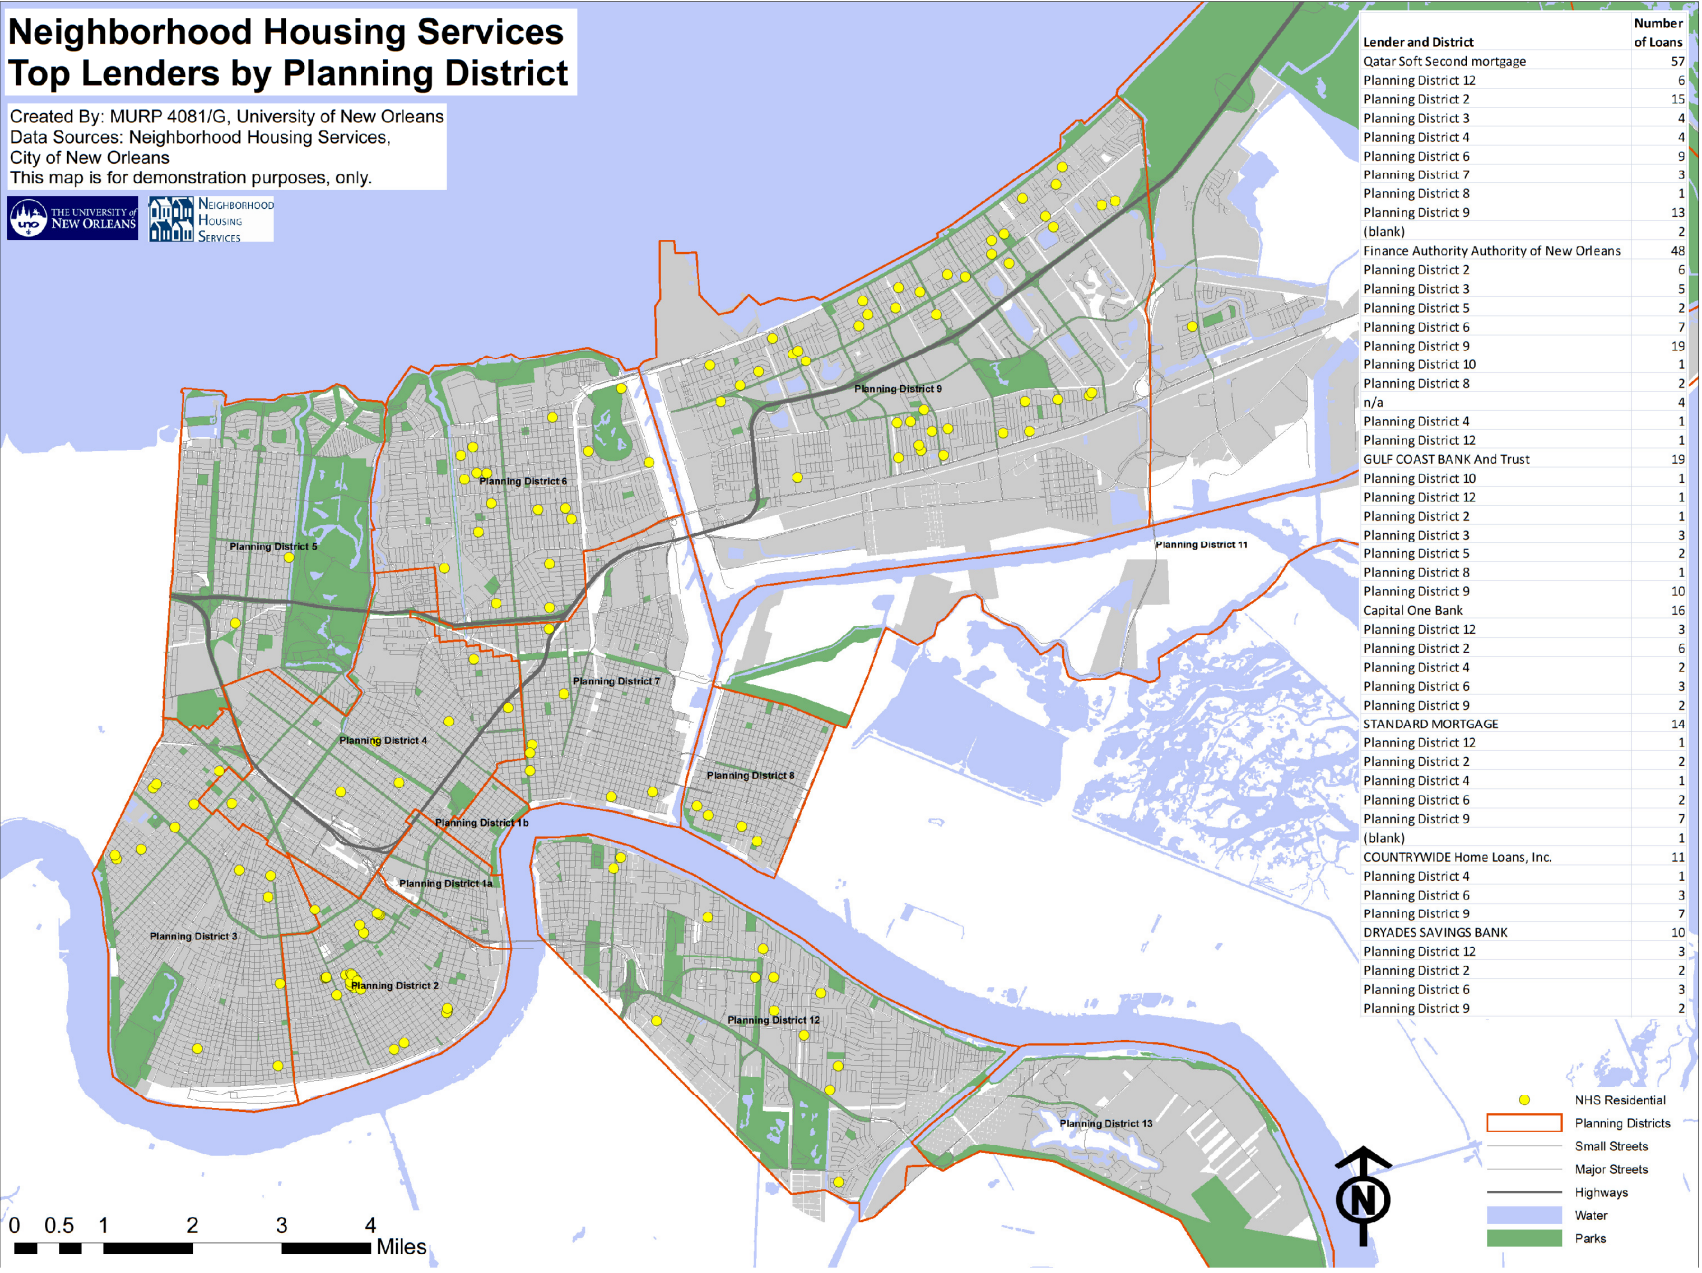 Neighborhood Housing Services
Top Lenders by Planning District
Created By: MURP 4081/G, University of New Orleans
Data Sources: Neighborhood Housing Services,
City of New Orleans
This map is for demonstration purposes, only.
uno
THE UNIVERSITY of
NEW ORLEANS
NEIGHBORHOOD
HOUSING
SERVICES
Lender and District Number of Loans
Qatar Soft Second mortgage 57
Planning District 12 6
Planning District 2 15
Planning District 3 4
Planning District 4 4
Planning District 6 9
Planning District 7 3
Planning District 8 1
Planning District 9 13
(blank) 2
Finance Authority Authority of New Orleans 48
Planning District 2 6
Planning District 3 5
Planning District 5 2
Planning District 6 7
Planning District 9 19
Planning District 10 1
Planning District 8 2
n/a 4
Planning District 4 1
Planning District 12 1
GULF COAST BANK And Trust 19
Planning District 10 1
Planning District 12 1
Planning District 2 1
Planning District 3 3
Planning District 5 2
Planning District 8 1
Planning District 9 10
Capital One Bank 16
Planning District 12 3
Planning District 2 6
Planning District 4 2
Planning District 6 3
Planning District 9 2
STANDARD MORTGAGE 14
Planning District 12 1
Planning District 2 2
Planning District 4 1
Planning District 6 2
Planning District 9 7
(blank) 1
COUNTRYWIDE Home Loans, Inc. 11
Planning District 4 1
Planning District 6 3
Planning District 9 7
DRYADES SAVINGS BANK 10
Planning District 12 3
Planning District 2 2
Planning District 6 3
Planning District 9 2
Planning District 9
Planning District 6
Planning District 5
Planning District 11
Planning District 7
Planning District 4
Planning District 8
Planning District 1b
Planning District 1a
Planning District 3
Planning District 2
Planning District 12
Planning District 13
NHS Residential
Planning Districts
Small Streets
Major Streets
Highways
Water
Parks
N
0 0.5 1 2 3 4
Miles